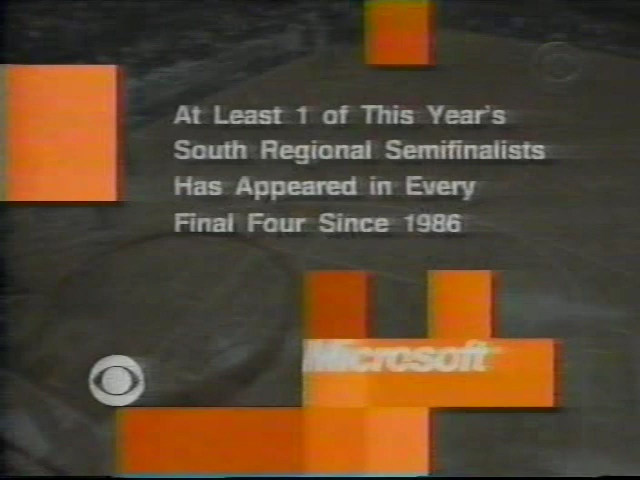 At Least 1 of This Year's
South Regional Semifinalists
Has Appeared in Every
Final Four Since 1986
Microsoft